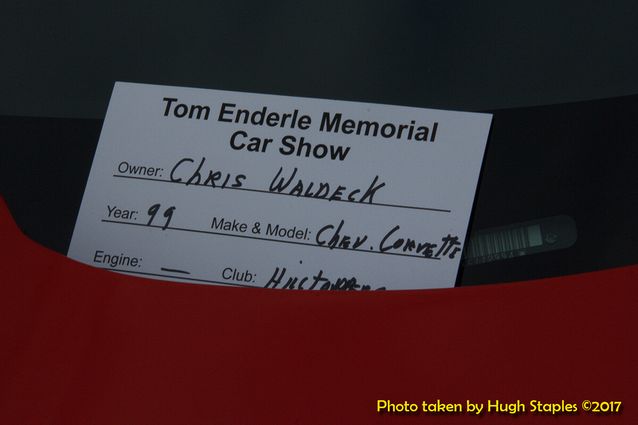 Tom Enderle Memorial
Car Show
Owner: Chris Waldeck
Year: 99 Make & Model: Chev. Corvette
Engine: — Club: Hilltoppers
Photo taken by Hugh Staples ©2017